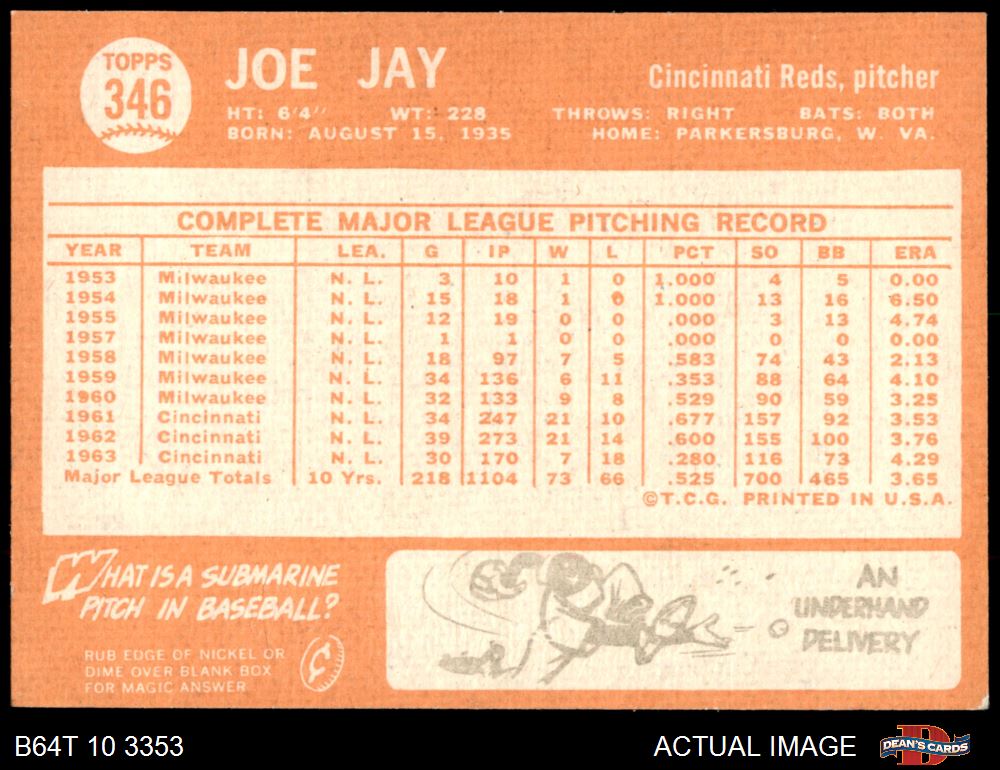 TOPPS
346
JOE JAY
Cincinnati Reds, pitcher
HT: 6'4" WT: 228 THROWS: RIGHT BATS: BOTH
BORN: AUGUST 15, 1935 HOME: PARKERSBURG, W. VA.
COMPLETE MAJOR LEAGUE PITCHING RECORD
YEAR TEAM LEA. G IP W L PCT SO BB ERA
1953 Milwaukee N. L. 3 10 1 0 1.000 4 5 0.00
1954 Milwaukee N. L. 15 18 1 0 1.000 13 16 6.50
1955 Milwaukee N. L. 12 19 0 0 .000 3 13 4.74
1957 Milwaukee N. L. 1 1 0 0 .000 0 0 0.00
1958 Milwaukee N. L. 18 97 7 5 .583 74 43 2.13
1959 Milwaukee N. L. 34 136 6 11 .353 88 64 4.10
1960 Milwaukee N. L. 32 133 9 8 .529 90 59 3.25
1961 Cincinnati N. L. 34 247 21 10 .677 157 92 3.53
1962 Cincinnati N. L. 39 273 21 14 .600 155 100 3.76
1963 Cincinnati N. L. 30 170 7 18 .280 116 73 4.29
Major League Totals 10 Yrs. 218 1104 73 66 .525 700 465 3.65
©T.C.G. PRINTED IN U.S.A.
WHAT IS A SUBMARINE
PITCH IN BASEBALL?
RUB EDGE OF NICKEL OR
DIME OVER BLANK BOX
FOR MAGIC ANSWER
¢
AN
UNDERHAND
DELIVERY
B64T 10 3353
ACTUAL IMAGE
D
DEAN'S CARDS